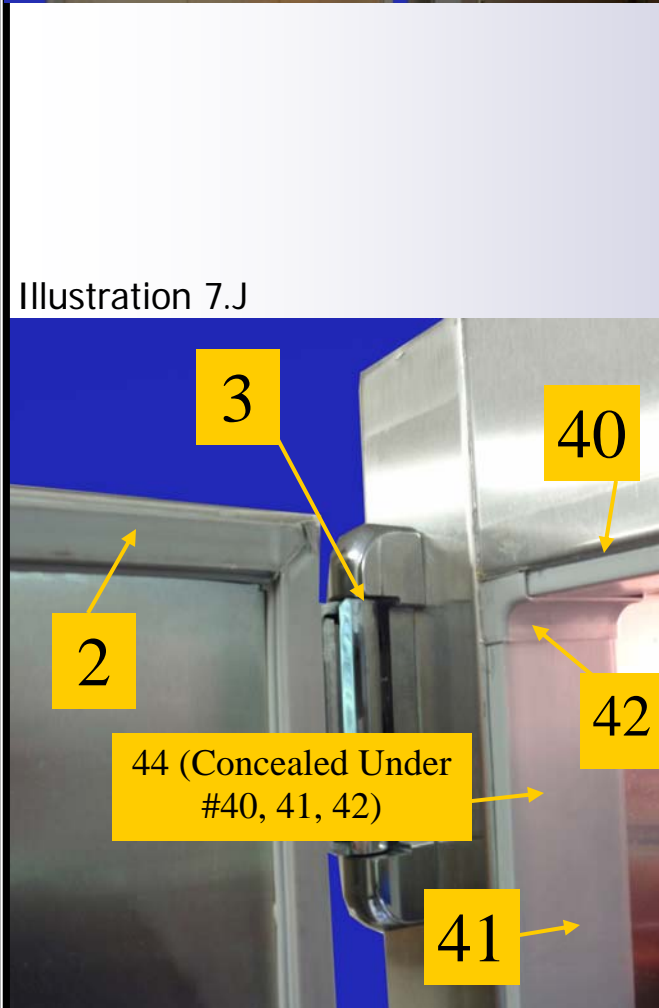 Illustration 7.J
3
40
2
42
44 (Concealed Under
#40, 41, 42)
41